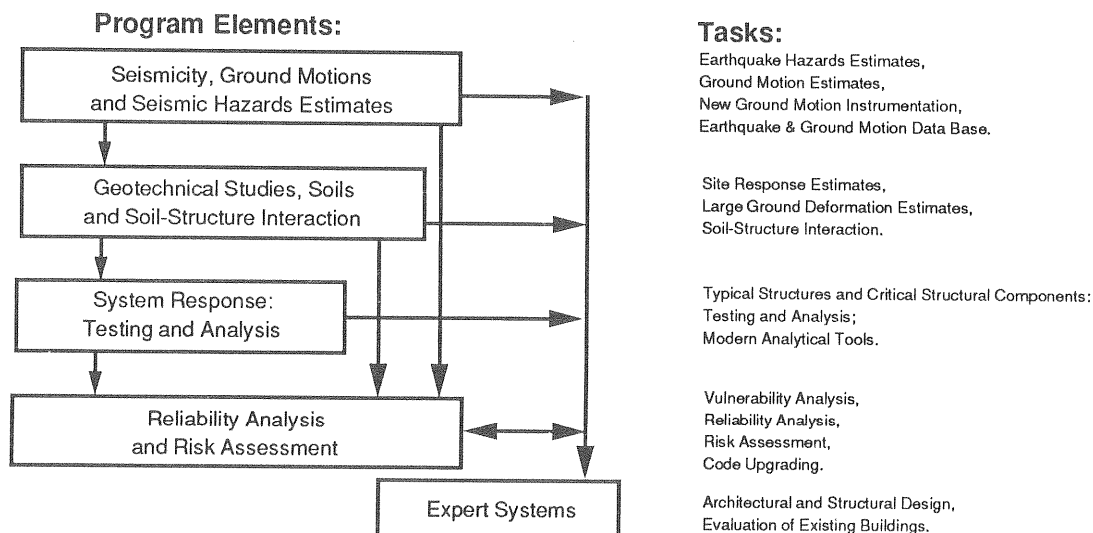 Program Elements:
Seismicity, Ground Motions
and Seismic Hazards Estimates
Geotechnical Studies, Soils
and Soil-Structure Interaction
System Response:
Testing and Analysis
Reliability Analysis
and Risk Assessment
Expert Systems
Tasks:
Earthquake Hazards Estimates,
Ground Motion Estimates,
New Ground Motion Instrumentation,
Earthquake & Ground Motion Data Base.
Site Response Estimates,
Large Ground Deformation Estimates,
Soil-Structure Interaction.
Typical Structures and Critical Structural Components:
Testing and Analysis;
Modern Analytical Tools.
Vulnerability Analysis,
Reliability Analysis,
Risk Assessment,
Code Upgrading.
Architectural and Structural Design,
Evaluation of Existing Buildings.